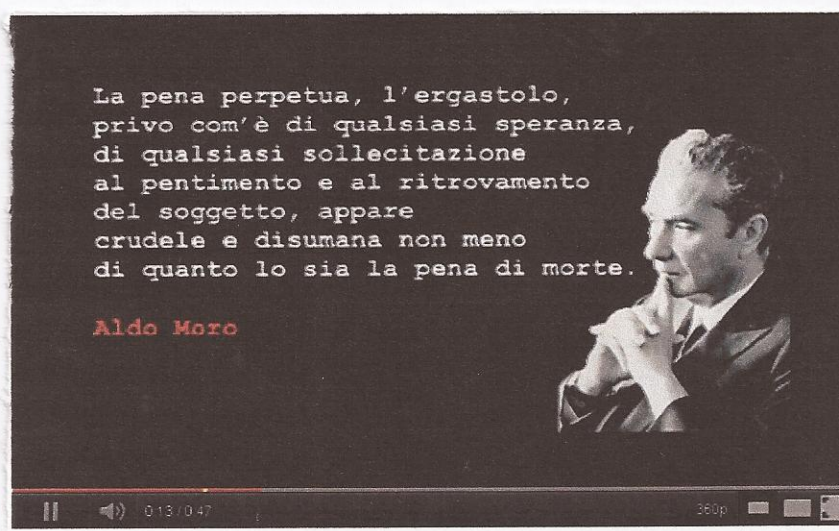 La pena perpetua, l'ergastolo,
privo com'è di qualsiasi speranza,
di qualsiasi sollecitazione
al pentimento e al ritrovamento
del soggetto, appare
crudele e disumana non meno
di quanto lo sia la pena di morte.
Aldo Moro
0:13 / 0:47
360p